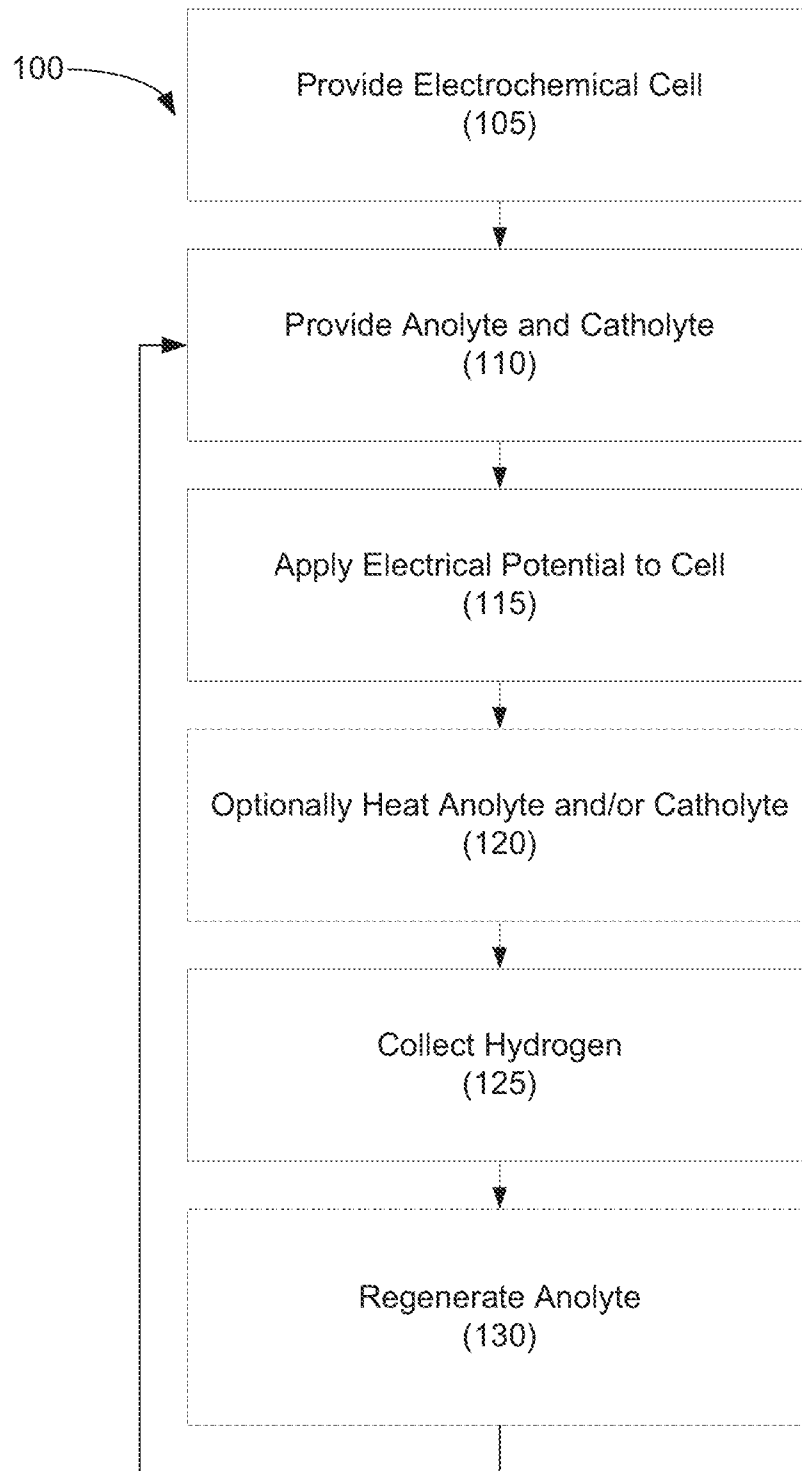 100
Provide Electrochemical Cell
(105)
Provide Anolyte and Catholyte
(110)
Apply Electrical Potential to Cell
(115)
Optionally Heat Anolyte and/or Catholyte
(120)
Collect Hydrogen
(125)
Regenerate Anolyte
(130)